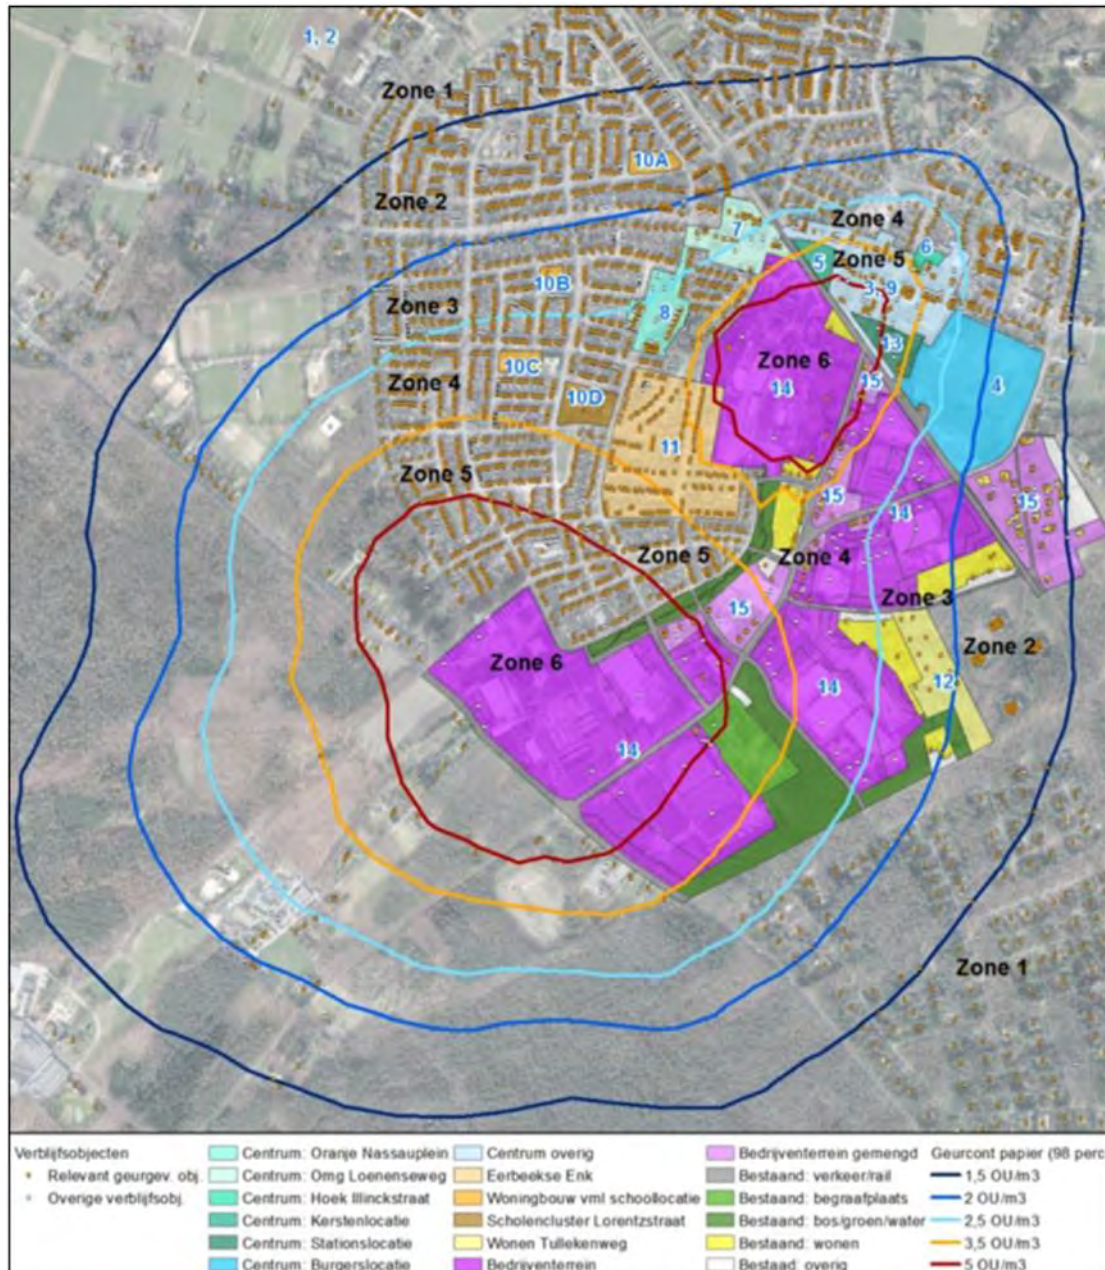 1, 2
Zone 1
10A
Zone 2
7
Zone 4
6
5
Zone 5
3, 9
10B
Zone 3
8
13
Zone 6
10C
Zone 4
14
15
4
10D
11
Zone 5
15
14
15
Zone 5
Zone 4
15
Zone 3
Zone 2
Zone 6
14
12
14
Zone 1
Verblijfsobjecten
Relevant geurgev. obj.
Overige verblijfsobj.
Centrum: Oranje Nassauplein
Centrum: Omg Loenenseweg
Centrum: Hoek Illinckstraat
Centrum: Kerstenlocatie
Centrum: Stationslocatie
Centrum: Burgerslocatie
Centrum overig
Eerbeekse Enk
Woningbouw vml schoollocatie
Scholencluster Lorentzstraat
Wonen Tullekenweg
Bedrijventerrein
Bedrijventerrein gemengd
Bestaand: verkeer/rail
Bestaand: begraafplaats
Bestaand: bos/groen/water
Bestaand: wonen
Bestaad: overig
Geurcont papier (98 perc
1,5 OU/m3
2 OU/m3
2,5 OU/m3
3,5 OU/m3
5 OU/m3